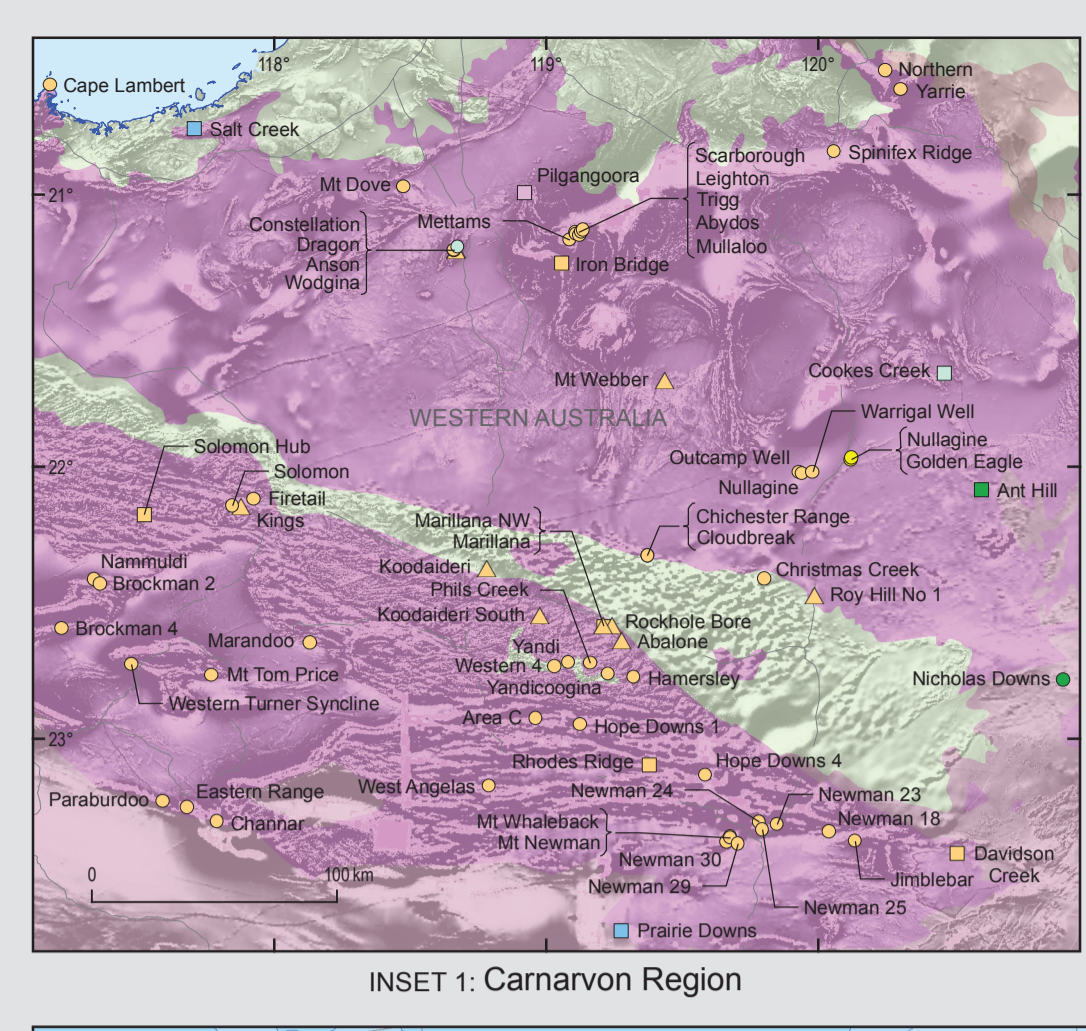 118°
119°
120°
Cape Lambert
Northern
Yarrie
Salt Creek
Spinifex Ridge
21°
Mt Dove
Pilgangoora
Scarborough
Leighton
Trigg
Abydos
Mullaloo
Mettams
Constellation
Dragon
Anson
Wodgina
Iron Bridge
Mt Webber
Cookes Creek
WESTERN AUSTRALIA
Warrigal Well
Nullagine
Golden Eagle
Outcamp Well
Nullagine
Ant Hill
22°
Solomon Hub
Solomon
Firetail
Kings
Marillana NW
Marillana
Chichester Range
Cloudbreak
Koodaideri
Phils Creek
Christmas Creek
Roy Hill No 1
Nammuldi
Brockman 2
Koodaideri South
Rockhole Bore
Abalone
Brockman 4
Marandoo
Yandi
Western 4
Yandicoogina
Hamersley
Mt Tom Price
Western Turner Syncline
Nicholas Downs
Area C
Hope Downs 1
23°
Rhodes Ridge
Hope Downs 4
West Angelas
Newman 24
Newman 23
Paraburdoo
Eastern Range
Channar
Mt Whaleback
Mt Newman
Newman 18
Newman 30
Newman 29
Davidson
Creek
Jimblebar
Newman 25
0
100 km
Prairie Downs
INSET 1: Carnarvon Region